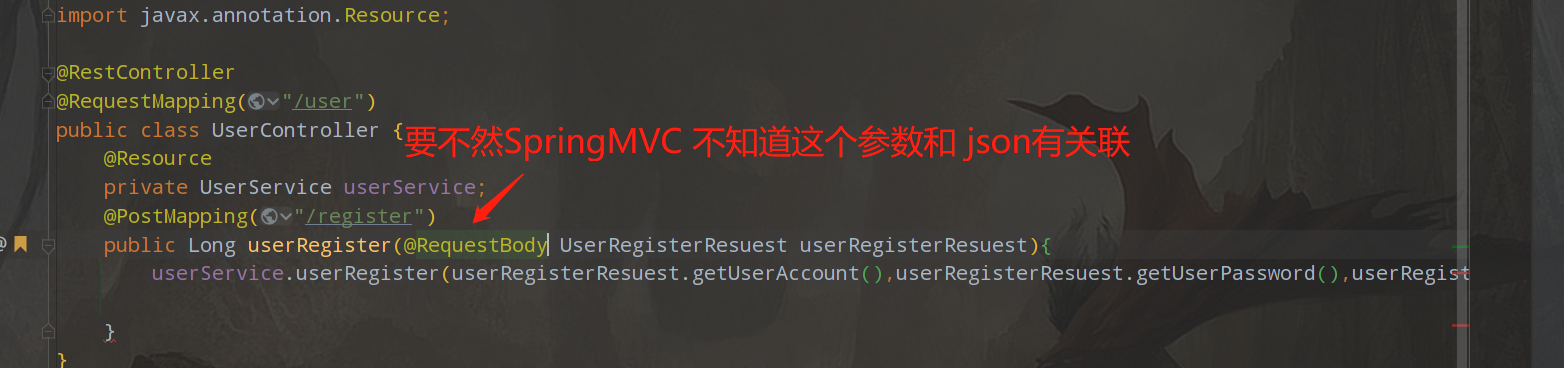 import javax.annotation.Resource;
@RestController
@RequestMapping("/user")
public class UserController {
要不然SpringMVC 不知道这个参数和 json有关联
@Resource
private UserService userService;
@PostMapping("/register")
public Long userRegister(@RequestBody UserRegisterResuest userRegisterResuest){
userService.userRegister(userRegisterResuest.getUserAccount(),userRegisterResuest.getUserPassword(),userRegist
}
}